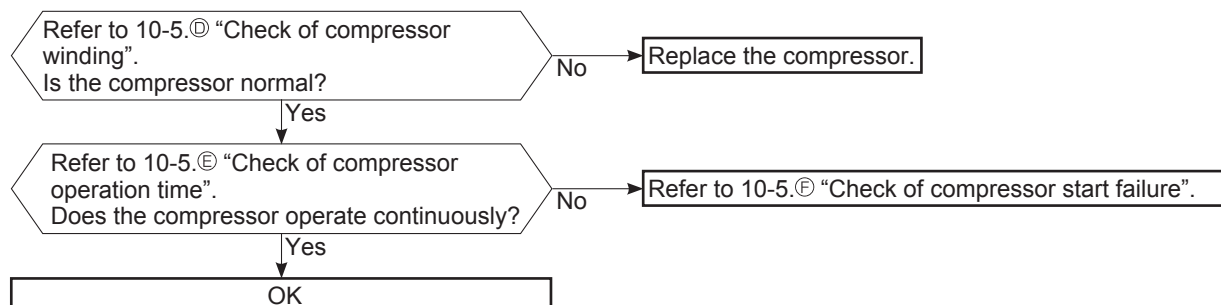 Refer to 10-5.Ⓓ “Check of compressor
winding”.
Is the compressor normal?
No
Replace the compressor.
Yes
Refer to 10-5.Ⓔ “Check of compressor
operation time”.
Does the compressor operate continuously?
No
Refer to 10-5.Ⓕ “Check of compressor start failure”.
Yes
OK